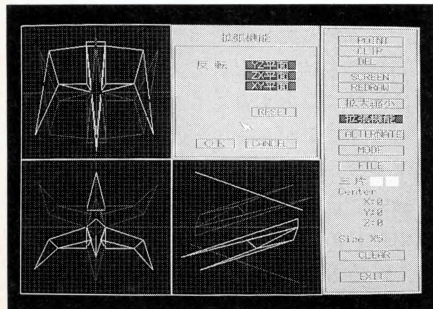 拡張機能
反転 YZ平面
ZX平面
XY平面
RESET
O.K CANCEL
POINT
CLIP
DEL
SCREEN
REDRAW
拡大縮少
拡張機能
ALTERNATE
MODE
FILE
Center
X:0
Y:0
Z:0
Size X5
CLEAR
EXIT